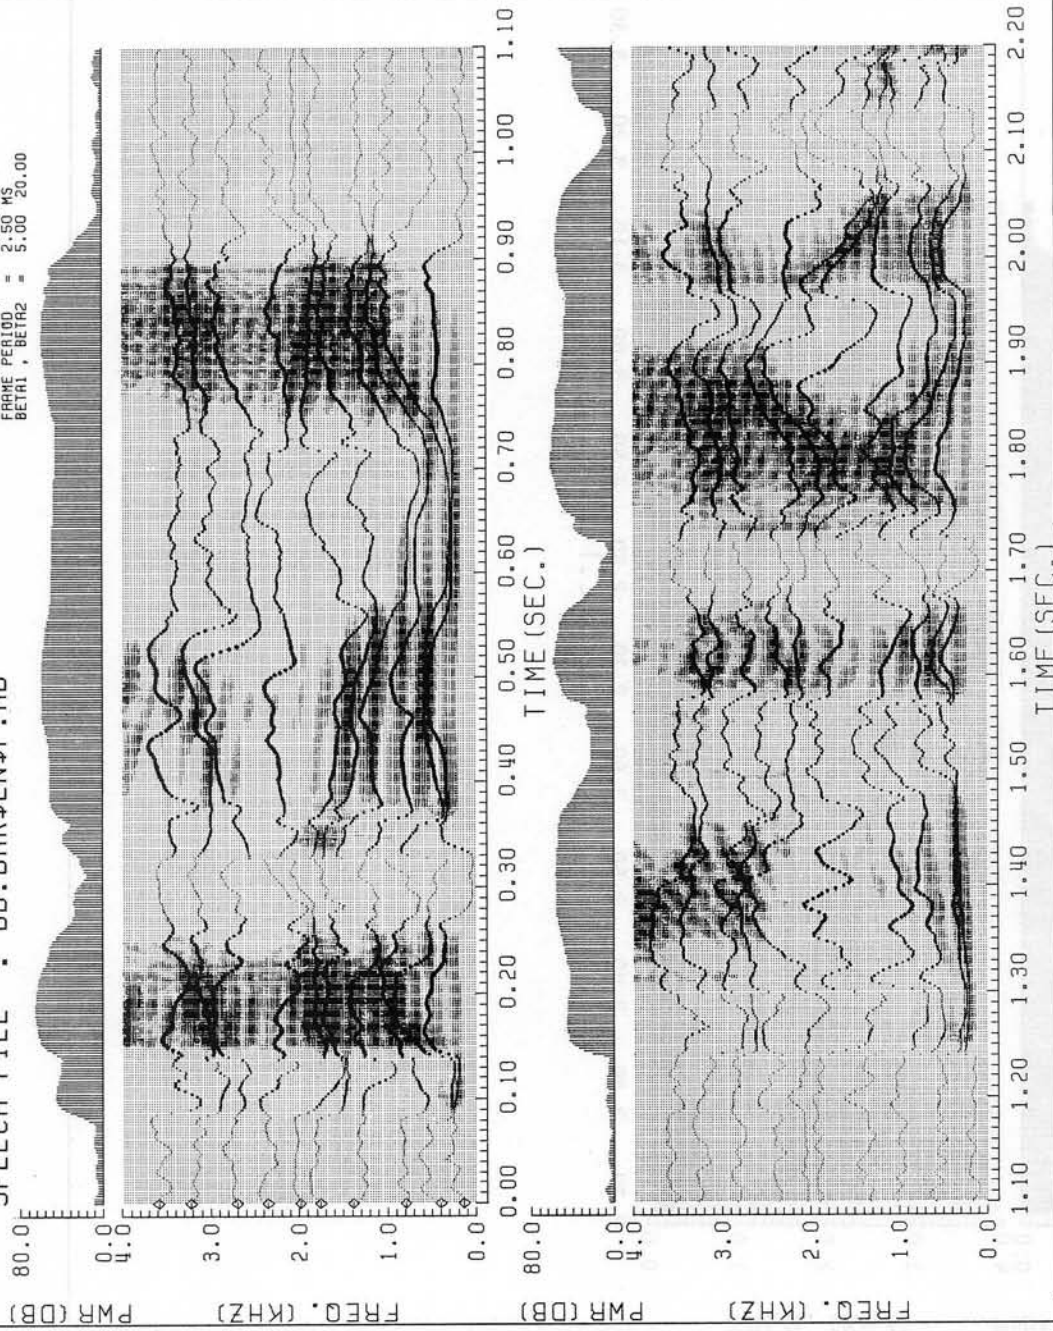 FRAME PERIOD = 2.50 MS
BETA1 , BETA2 = 5.00 20.00
80.0
0.0
PWR (DB)
4.0
3.0
2.0
1.0
0.0
FREQ. (KHZ)
0.00 0.10 0.20 0.30 0.40 0.50 0.60 0.70 0.80 0.90 1.00 1.10
TIME (SEC.)
80.0
0.0
PWR (DB)
4.0
3.0
2.0
1.0
0.
FREQ. (KHZ)
1.10 1.20 1.30 1.40 1.50 1.60 1.70 1.80 1.90 2.00 2.10 2.20
TIME (SEC.)